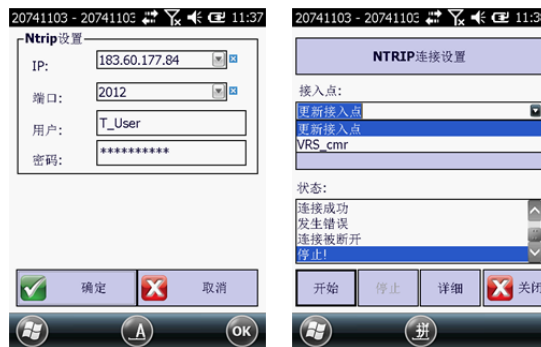 20741103 - 20741103 11:37
Ntrip设置
IP: 183.60.177.84
端口: 2012
用户: T_User
密码: **********
确定 取消
A OK
20741103 - 2074110 11:3
NTRIP连接设置
接入点:
更新接入点
更新接入点
VRS_cmr
状态:
连接成功
发生错误
连接被断开
停止!
开始 停止 详细 关闭
拼